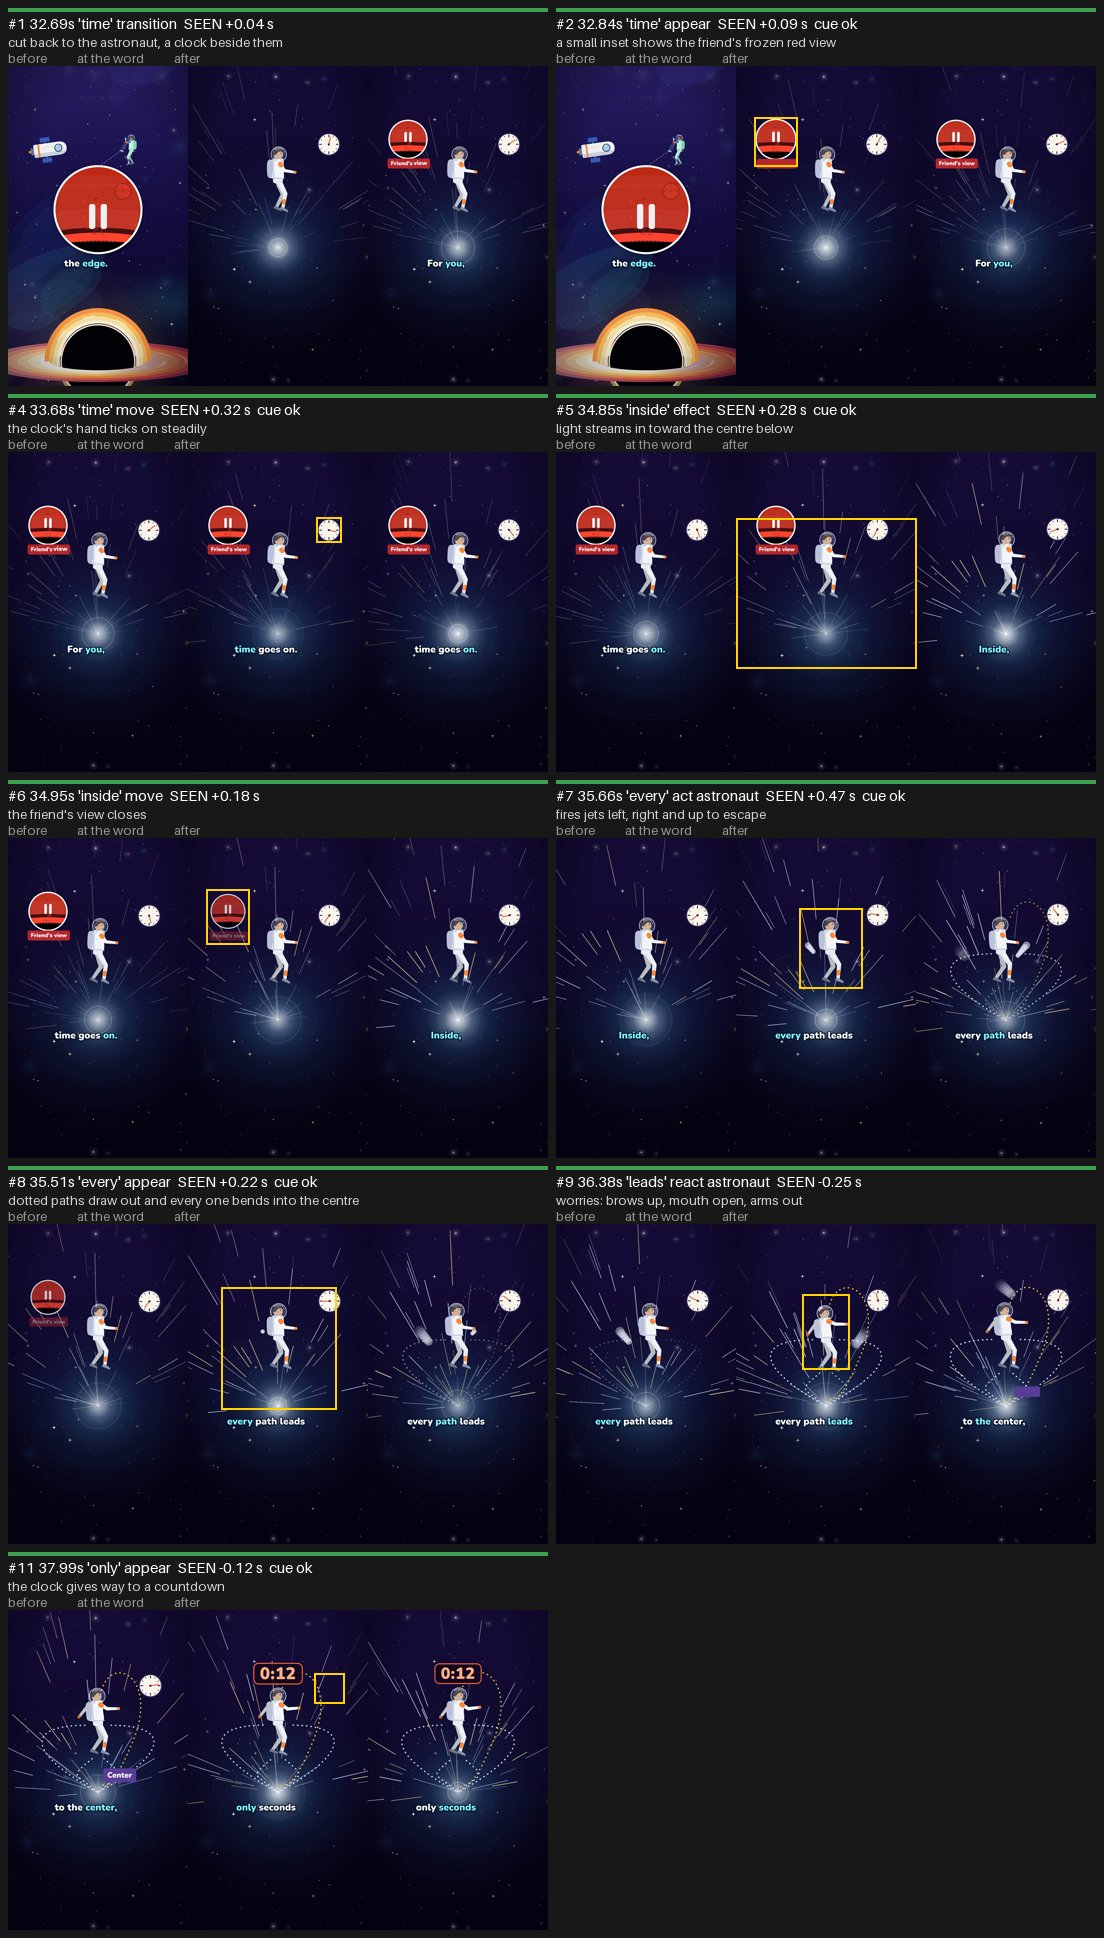 #1 32.69s 'time' transition SEEN +0.04 s
cut back to the astronaut, a clock beside them
before at the word after
the edge.
Friend's view
For you,
#2 32.84s 'time' appear SEEN +0.09 s cue ok
a small inset shows the friend's frozen red view
before at the word after
the edge.
Friend's view
For you,
#4 33.68s 'time' move SEEN +0.32 s cue ok
the clock's hand ticks on steadily
before at the word after
Friend's view
Friend's view
Friend's view
For you,
time goes on.
time goes on.
#5 34.85s 'inside' effect SEEN +0.28 s cue ok
light streams in toward the centre below
before at the word after
Friend's view
Friend's view
time goes on.
Inside,
#6 34.95s 'inside' move SEEN +0.18 s
the friend's view closes
before at the word after
Friend's view
Friend's view
time goes on.
Inside,
#7 35.66s 'every' act astronaut SEEN +0.47 s cue ok
fires jets left, right and up to escape
before at the word after
Inside,
every path leads
every path leads
#8 35.51s 'every' appear SEEN +0.22 s cue ok
dotted paths draw out and every one bends into the centre
before at the word after
Friend's view
every path leads
every path leads
#9 36.38s 'leads' react astronaut SEEN -0.25 s
worries: brows up, mouth open, arms out
before at the word after
every path leads
every path leads
to the center,
#11 37.99s 'only' appear SEEN -0.12 s cue ok
the clock gives way to a countdown
before at the word after
0:12
0:12
Center
to the center,
only seconds
only seconds